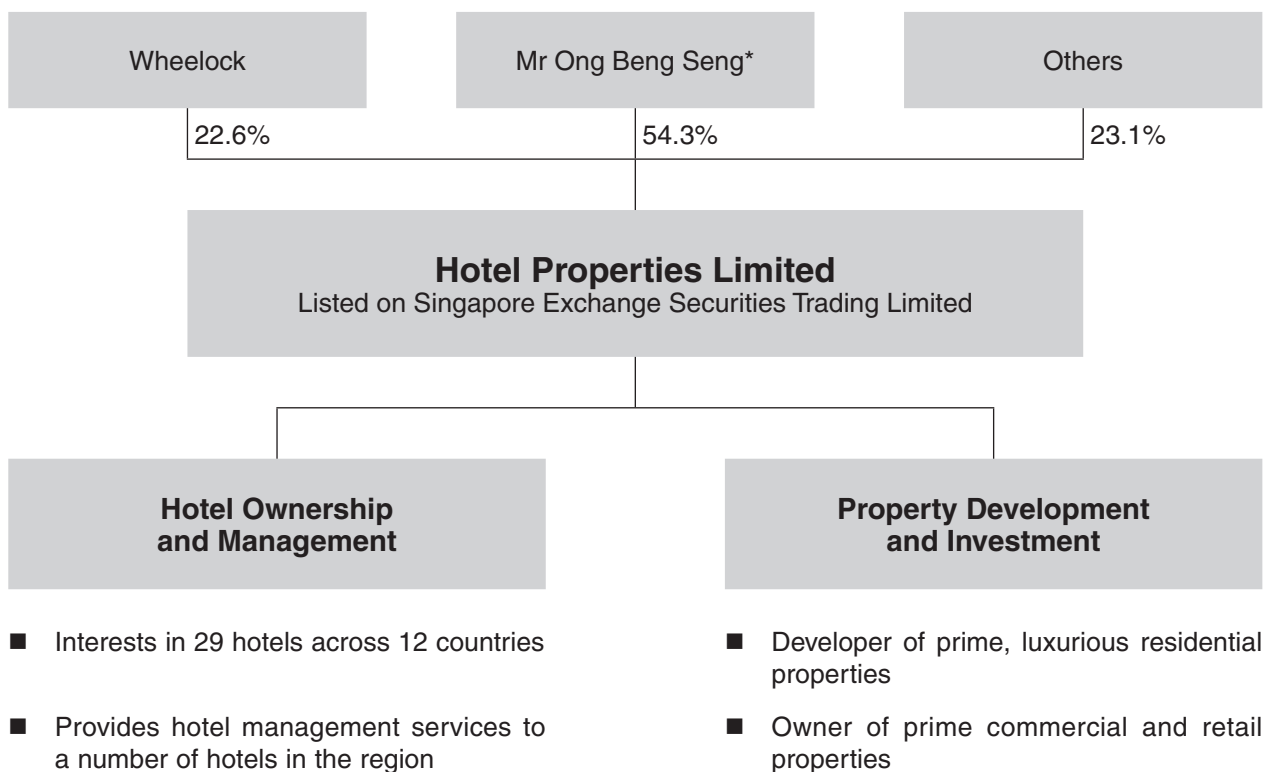 Wheelock
Mr Ong Beng Seng*
Others
22.6%
54.3%
23.1%
Hotel Properties Limited
Listed on Singapore Exchange Securities Trading Limited
Hotel Ownership
and Management
■ Interests in 29 hotels across 12 countries
■ Provides hotel management services to
a number of hotels in the region
Property Development
and Investment
■ Developer of prime, luxurious residential
properties
■ Owner of prime commercial and retail
properties